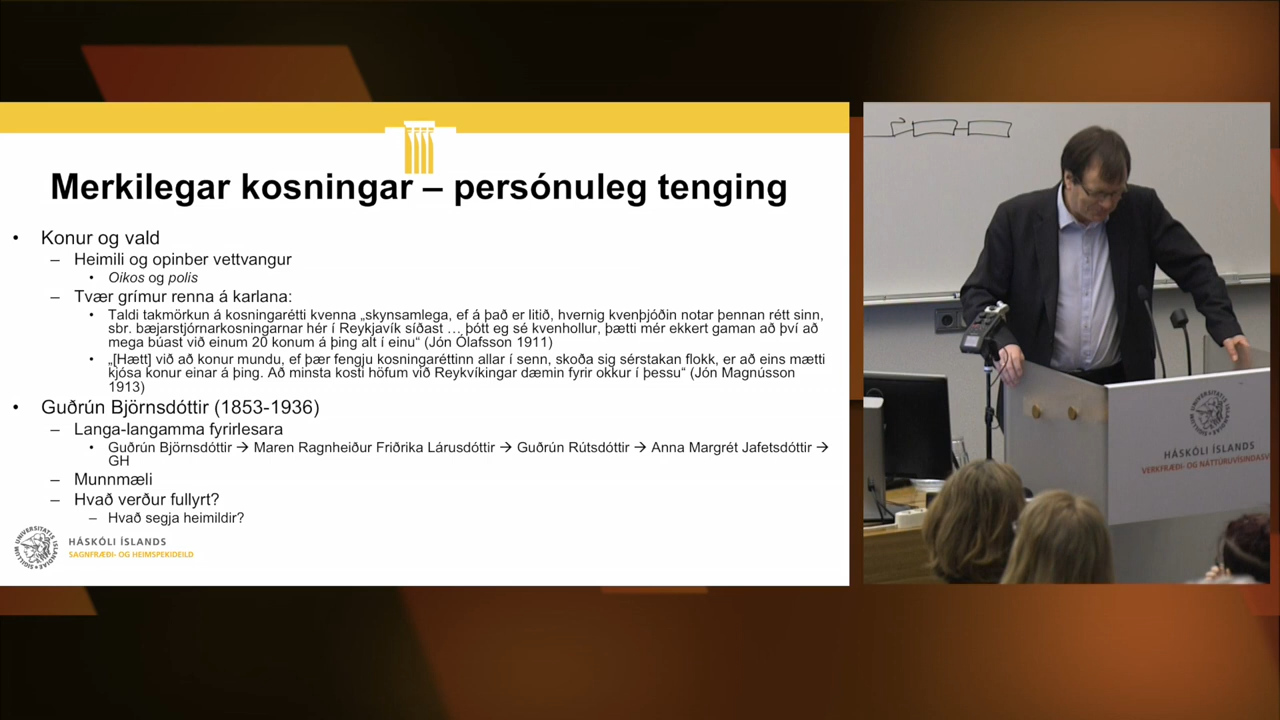 Merkilegar kosningar – persónuleg tenging
• Konur og vald
– Heimili og opinber vettvangur
• Oikos og polis
– Tvær grímur renna á karlana:
• Taldi takmörkun á kosningarétti kvenna „skynsamlega, ef á það er litið, hvernig kvenþjóðin notar þennan rétt sinn,
sbr. bæjarstjórnarkosningarnar hér í Reykjavík síðast … þótt eg sé kvenhollur, þætti mér ekkert gaman að því að
mega búast við einum 20 konum á þing alt í einu“ (Jón Ólafsson 1911)
• „[Hætt] við að konur mundu, ef þær fengju kosningaréttinn allar í senn, skoða sig sérstakan flokk, er að eins mætti
kjósa konur einar á þing. Að minsta kosti höfum við Reykvíkingar dæmin fyrir okkur í þessu“ (Jón Magnússon
1913)
• Guðrún Björnsdóttir (1853-1936)
– Langa-langamma fyrirlesara
• Guðrún Björnsdóttir → Maren Ragnheiður Friðrika Lárusdóttir → Guðrún Rútsdóttir → Anna Margrét Jafetsdóttir →
GH
– Munnmæli
– Hvað verður fullyrt?
– Hvað segja heimildir?
HÁSKÓLI ÍSLANDS
SAGNFRÆÐI- OG HEIMSPEKIDEILD
HÁSKÓLI ÍSLANDS
VERKFRÆÐI- OG NÁTTÚRUVÍSINDASV